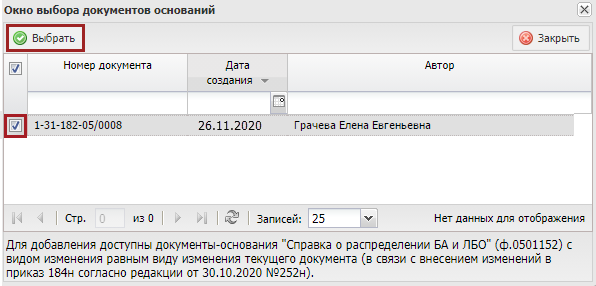 Окно выбора документов оснований
Выбрать
Закрыть
Номер документа
Дата
создания
Автор
1-31-182-05/0008
26.11.2020
Грачева Елена Евгеньевна
Стр. 0 из 0
Записей: 25
Нет данных для отображения
Для добавления доступны документы-основания "Справка о распределении БА и ЛБО" (ф.0501152) с
видом изменения равным виду изменения текущего документа (в связи с внесением изменений в
приказ 184н согласно редакции от 30.10.2020 №252н).